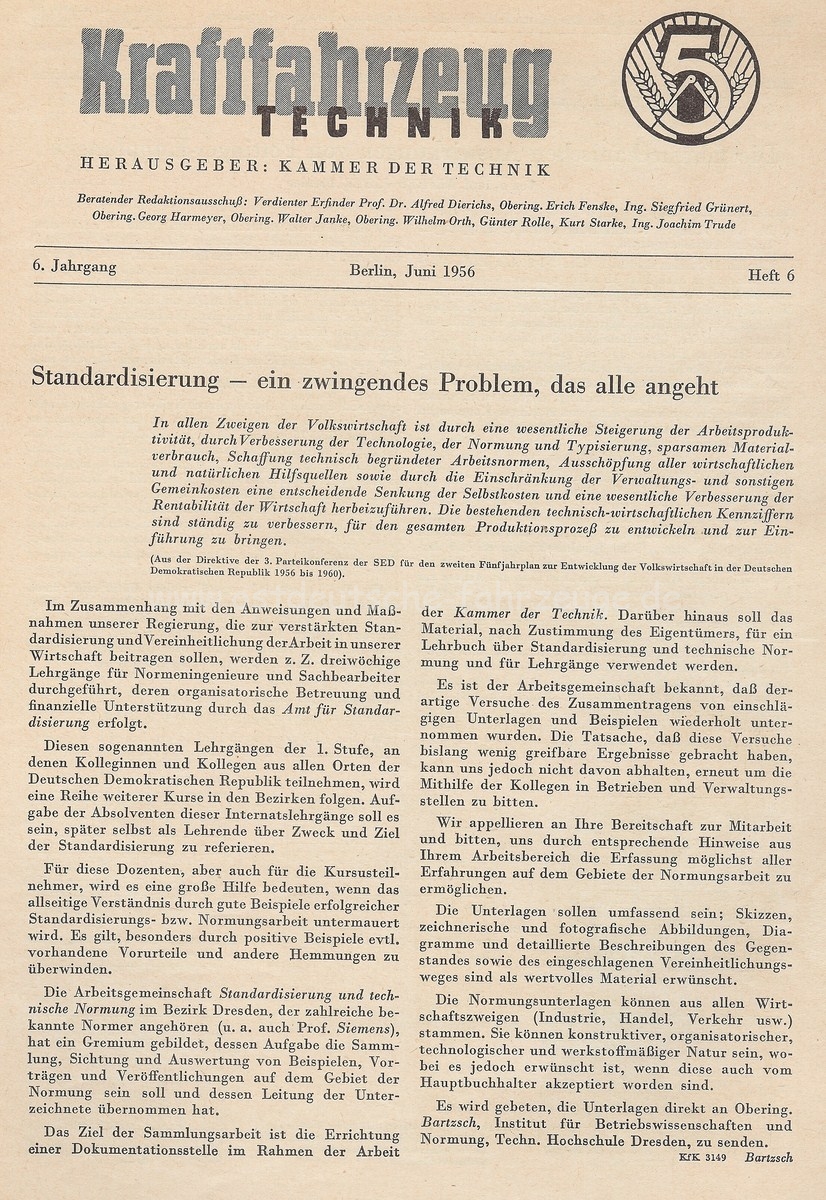 Kraftfahrzeug
TECHNIK
5
HERAUSGEBER: KAMMER DER TECHNIK
Beratender Redaktionsausschuß: Verdienter Erfinder Prof. Dr. Alfred Dierichs, Obering. Erich Fenske, Ing. Siegfried Grünert,
Obering. Georg Harmeyer, Obering. Walter Janke, Obering. Wilhelm Orth, Günter Rolle, Kurt Starke, Ing. Joachim Trude
6. Jahrgang Berlin, Juni 1956 Heft 6
Standardisierung — ein zwingendes Problem, das alle angeht
In allen Zweigen der Volkswirtschaft ist durch eine wesentliche Steigerung der Arbeitsproduk-
tivität, durch Verbesserung der Technologie, der Normung und Typisierung, sparsamen Material-
verbrauch, Schaffung technisch begründeter Arbeitsnormen, Ausschöpfung aller wirtschaftlichen
und natürlichen Hilfsquellen sowie durch die Einschränkung der Verwaltungs- und sonstigen
Gemeinkosten eine entscheidende Senkung der Selbstkosten und eine wesentliche Verbesserung der
Rentabilität der Wirtschaft herbeizuführen. Die bestehenden technisch-wirtschaftlichen Kennziffern
sind ständig zu verbessern, für den gesamten Produktionsprozeß zu entwickeln und zur Ein-
führung zu bringen.
(Aus der Direktive der 3. Parteikonferenz der SED für den zweiten Fünfjahrplan zur Entwicklung der Volkswirtschaft in der Deutschen
Demokratischen Republik 1956 bis 1960).
Im Zusammenhang mit den Anweisungen und Maß-
nahmen unserer Regierung, die zur verstärkten Stan-
dardisierung und Vereinheitlichung der Arbeit in unserer
Wirtschaft beitragen sollen, werden z. Z. dreiwöchige
Lehrgänge für Normeningenieure und Sachbearbeiter
durchgeführt, deren organisatorische Betreuung und
finanzielle Unterstützung durch das Amt für Standar-
disierung erfolgt.
Diesen sogenannten Lehrgängen der 1. Stufe, an
denen Kolleginnen und Kollegen aus allen Orten der
Deutschen Demokratischen Republik teilnehmen, wird
eine Reihe weiterer Kurse in den Bezirken folgen. Auf-
gabe der Absolventen dieser Internatslehrgänge soll es
sein, später selbst als Lehrende über Zweck und Ziel
der Standardisierung zu referieren.
Für diese Dozenten, aber auch für die Kursusteil-
nehmer, wird es eine große Hilfe bedeuten, wenn das
allseitige Verständnis durch gute Beispiele erfolgreicher
Standardisierungs- bzw. Normungsarbeit untermauert
wird. Es gilt, besonders durch positive Beispiele evtl.
vorhandene Vorurteile und andere Hemmungen zu
überwinden.
Die Arbeitsgemeinschaft Standardisierung und tech-
nische Normung im Bezirk Dresden, der zahlreiche be-
kannte Normer angehören (u. a. auch Prof. Siemens),
hat ein Gremium gebildet, dessen Aufgabe die Samm-
lung, Sichtung und Auswertung von Beispielen, Vor-
trägen und Veröffentlichungen auf dem Gebiet der
Normung sein soll und dessen Leitung der Unter-
zeichnete übernommen hat.
Das Ziel der Sammlungsarbeit ist die Errichtung
einer Dokumentationsstelle im Rahmen der Arbeit
der Kammer der Technik. Darüber hinaus soll das
Material, nach Zustimmung des Eigentümers, für ein
Lehrbuch über Standardisierung und technische Nor-
mung und für Lehrgänge verwendet werden.
Es ist der Arbeitsgemeinschaft bekannt, daß der-
artige Versuche des Zusammentragens von einschlä-
gigen Unterlagen und Beispielen wiederholt unter-
nommen wurden. Die Tatsache, daß diese Versuche
bislang wenig greifbare Ergebnisse gebracht haben,
kann uns jedoch nicht davon abhalten, erneut um die
Mithilfe der Kollegen in Betrieben und Verwaltungs-
stellen zu bitten.
Wir appellieren an Ihre Bereitschaft zur Mitarbeit
und bitten, uns durch entsprechende Hinweise aus
Ihrem Arbeitsbereich die Erfassung möglichst aller
Erfahrungen auf dem Gebiete der Normungsarbeit zu
ermöglichen.
Die Unterlagen sollen umfassend sein; Skizzen,
zeichnerische und fotografische Abbildungen, Dia-
gramme und detaillierte Beschreibungen des Gegen-
standes sowie des eingeschlagenen Vereinheitlichungs-
weges sind als wertvolles Material erwünscht.
Die Normungsunterlagen können aus allen Wirt-
schaftszweigen (Industrie, Handel, Verkehr usw.)
stammen. Sie können konstruktiver, organisatorischer,
technologischer und werkstoffmäßiger Natur sein, wo-
bei es jedoch erwünscht ist, wenn diese auch vom
Hauptbuchhalter akzeptiert worden sind.
Es wird gebeten, die Unterlagen direkt an Obering.
Bartzsch, Institut für Betriebswissenschaften und
Normung, Techn. Hochschule Dresden, zu senden.
KfK 3149 Bartzsch